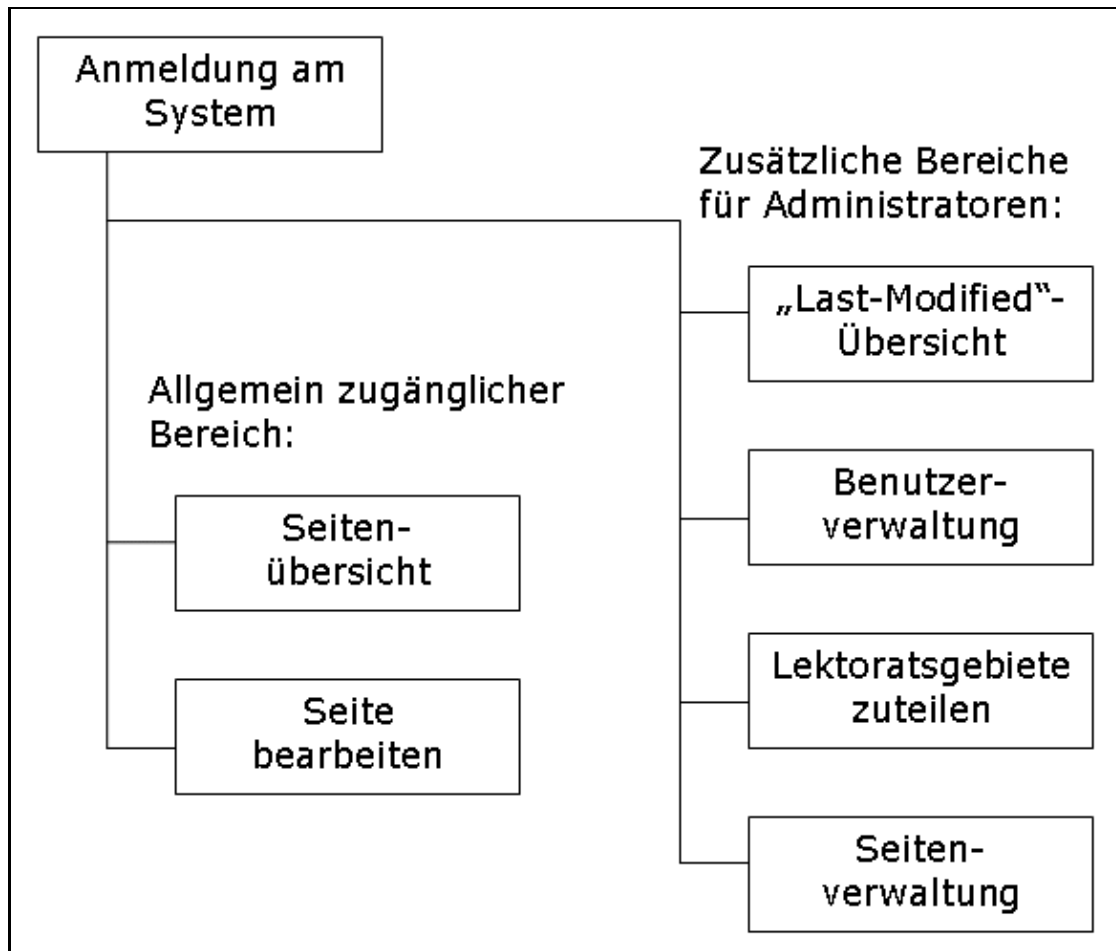 Anmeldung am
System
Allgemein zugänglicher
Bereich:
Seiten-
übersicht
Seite
bearbeiten
Zusätzliche Bereiche
für Administratoren:
„Last-Modified“-
Übersicht
Benutzer-
verwaltung
Lektoratsgebiete
zuteilen
Seiten-
verwaltung